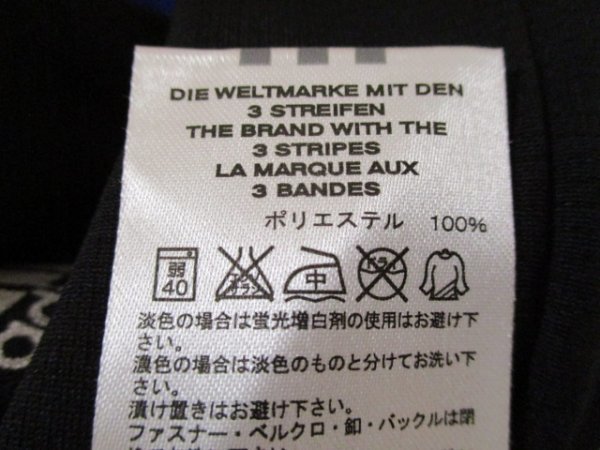 DIE WELTMARKE MIT DEN
3 STREIFEN
THE BRAND WITH THE
3 STRIPES
LA MARQUE AUX
3 BANDES
ポリエステル 100%
弱
40
中
ドライ
淡色の場合は蛍光増白剤の使用はお避け下
さい。
濃色の場合は淡色のものと分けてお洗い下
さい。
漬け置きはお避け下さい。
ファスナー・ベルクロ・釦・バックルは閉